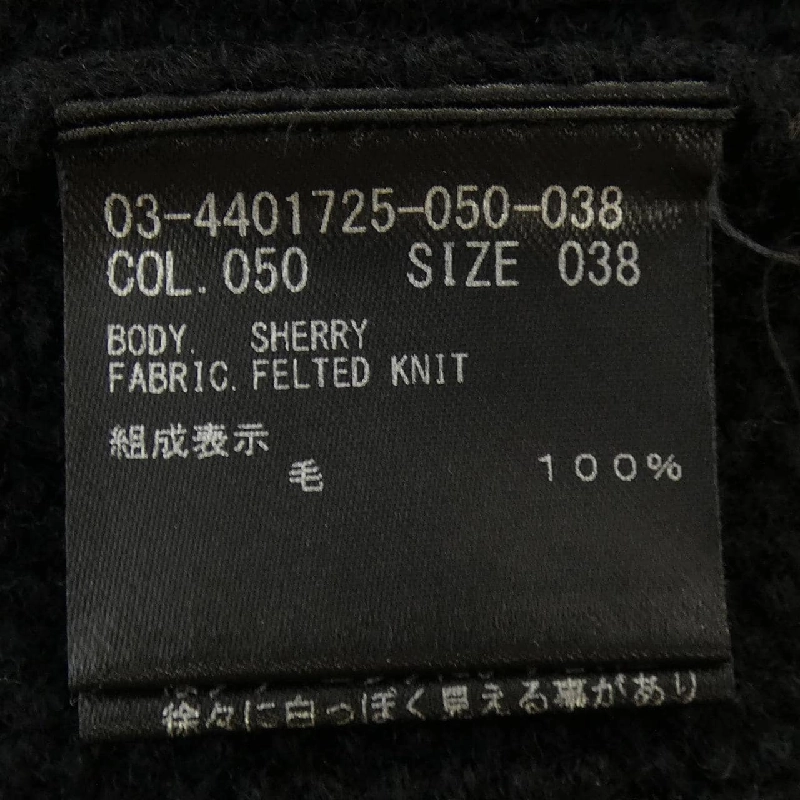 03-4401725-050-038
COL. 050 SIZE 038
BODY. SHERRY
FABRIC. FELTED KNIT
組成表示
毛 100%
徐々に白っぽく見える事があり